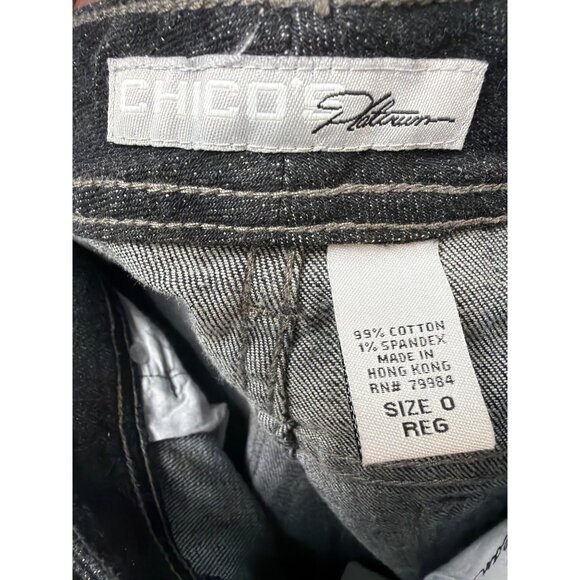 CHICO'S Platinum
99% COTTON
1% SPANDEX
MADE IN
HONG KONG
RN# 79984
SIZE 0
REG